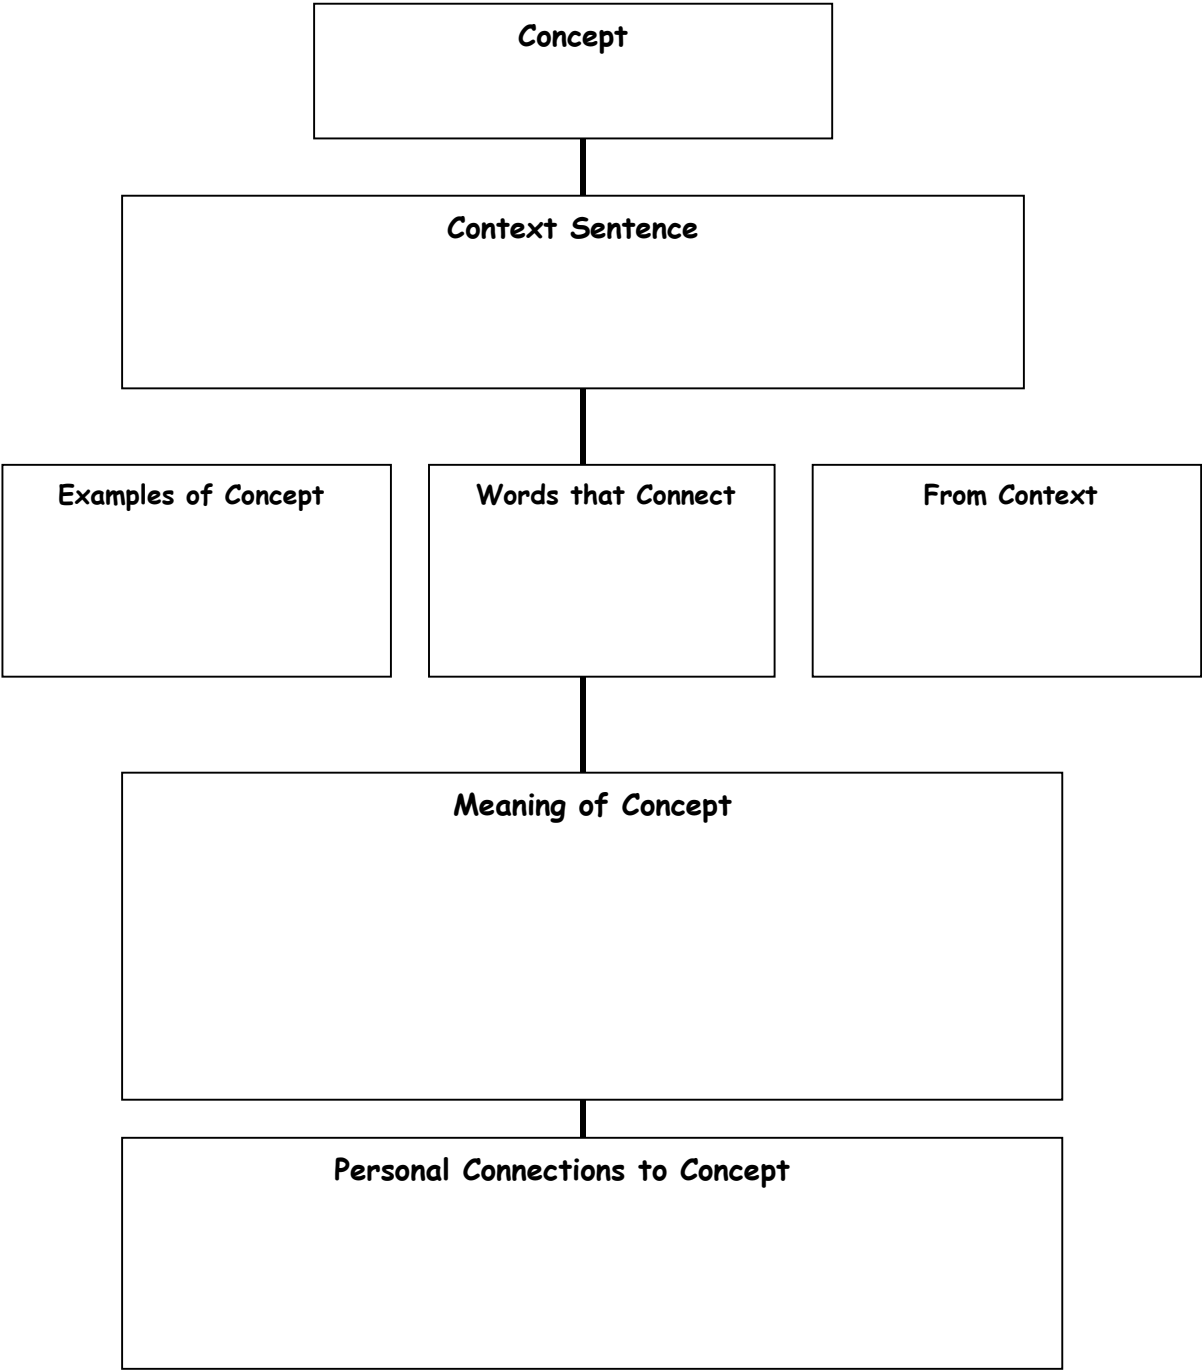 Concept
Context Sentence
Examples of Concept
Words that Connect
From Context
Meaning of Concept
Personal Connections to Concept